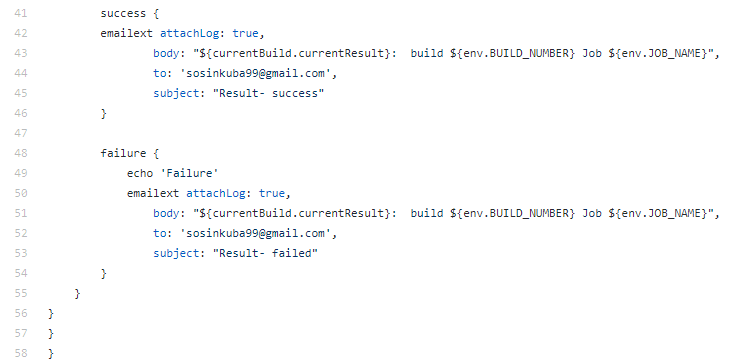 41 success {
42 emailext attachLog: true,
43 body: "${currentBuild.currentResult}:  build ${env.BUILD_NUMBER} Job ${env.JOB_NAME}",
44 to: 'sosinkuba99@gmail.com',
45 subject: "Result- success"
46 }
47
48 failure {
49 echo 'Failure'
50 emailext attachLog: true,
51 body: "${currentBuild.currentResult}:  build ${env.BUILD_NUMBER} Job ${env.JOB_NAME}",
52 to: 'sosinkuba99@gmail.com',
53 subject: "Result- failed"
54 }
55 }
56 }
57 }
58 }